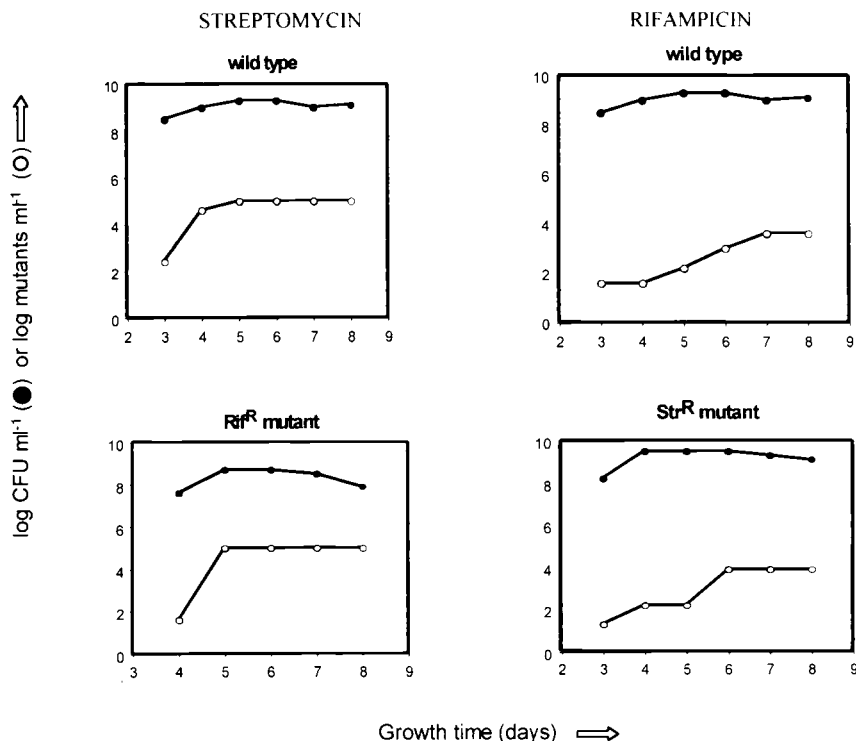 STREPTOMYCIN
RIFAMPICIN
wild type
wild type
10
8
6
4
2
0
2 3 4 5 6 7 8 9
10
8
6
4
2
0
2 3 4 5 6 7 8 9
log CFU ml-1 (●) or log mutants ml-1 (O)
RifR mutant
StrR mutant
10
8
6
4
2
0
3 4 5 6 7 8 9
10
8
6
4
2
0
2 3 4 5 6 7 8 9
Growth time (days)